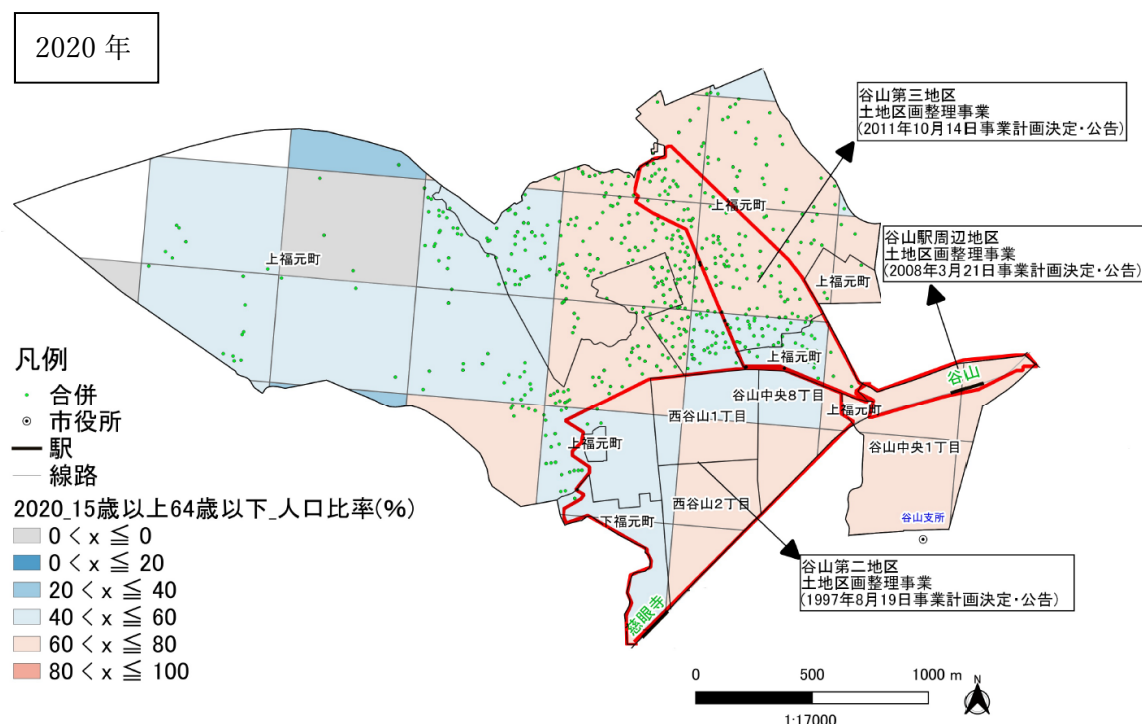 2020 年
谷山第三地区
土地区画整理事業
(2011年10月14日事業計画決定・公告)
上福元町
谷山駅周辺地区
土地区画整理事業
(2008年3月21日事業計画決定・公告)
上福元町
上福元町
上福元町
谷山
谷山中央8丁目
上福元町
西谷山1丁目
上福元町
谷山中央1丁目
西谷山2丁目
下福元町
谷山支所
谷山第二地区
土地区画整理事業
(1997年8月19日事業計画決定・公告)
慈眼寺
凡例
合併
市役所
駅
線路
2020_15歳以上64歳以下_人口比率(%)
0 < x ≦ 0
0 < x ≦ 20
20 < x ≦ 40
40 < x ≦ 60
60 < x ≦ 80
80 < x ≦ 100
0 500 1000 m
N
1:17000